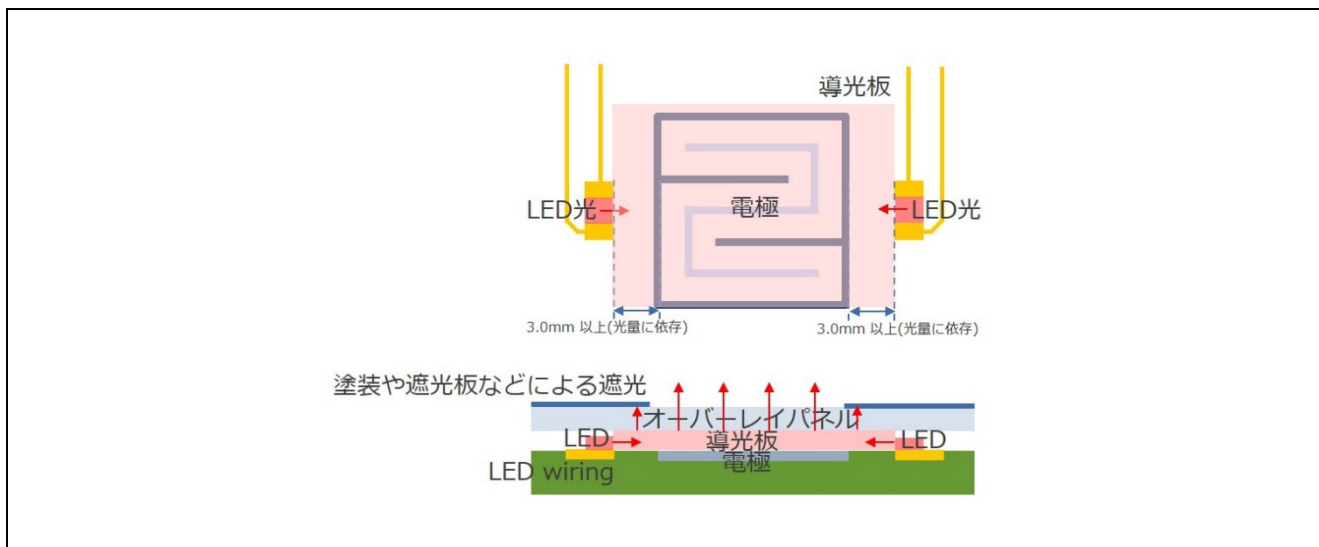 導光板
LED光
電極
LED光
3.0mm 以上(光量に依存)
3.0mm 以上(光量に依存)
塗装や遮光板などによる遮光
オーバーレイパネル
LED
導光板
LED
電極
LED wiring